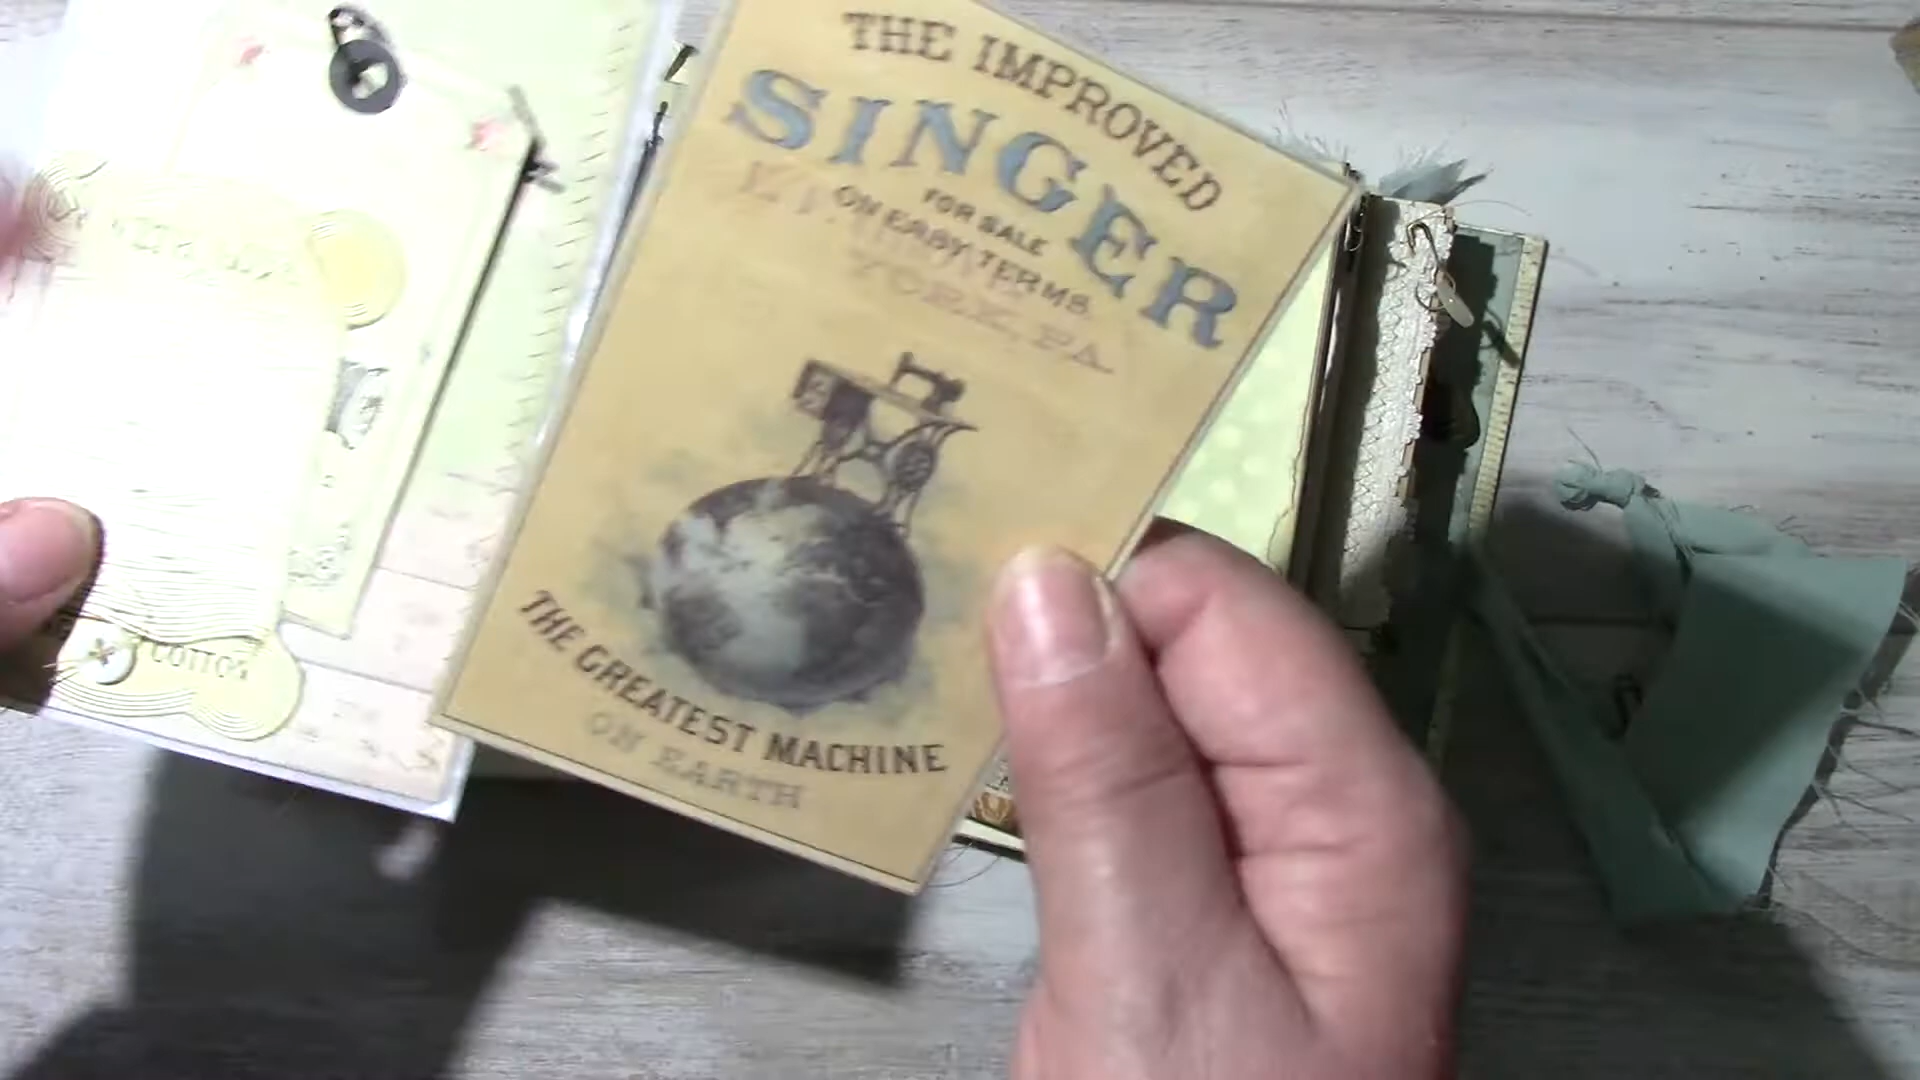 THE IMPROVED
SINGER
FOR SALE
ON EASY TERMS
YORK, PA.
THE GREATEST MACHINE
ON EARTH
COTTON